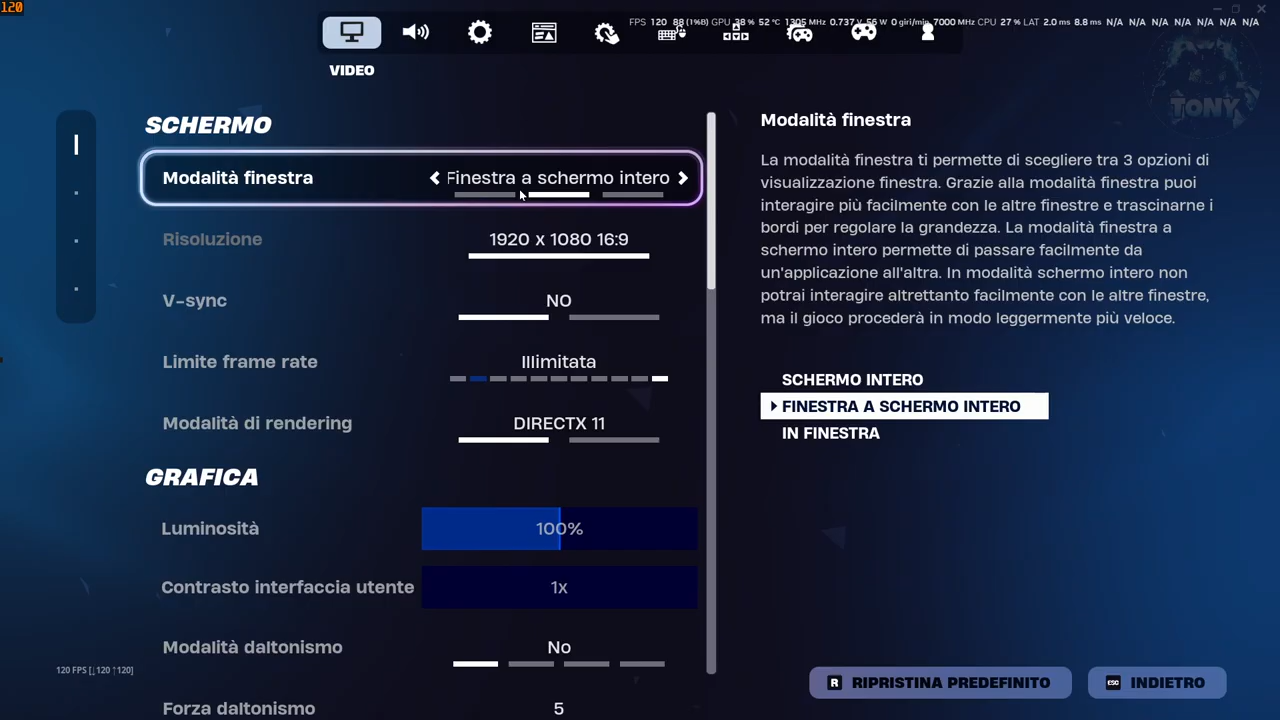 120
FPS 120 88 (1%8) GPU 38 % 52 °C 1305 MHz 0.737 V 56 W 0 giri/min 7000 MHz CPU 27 % LAT 2.0 ms 8.8 ms N/A N/A N/A N/A N/A N/A
VIDEO
TONY
SCHERMO
Modalità finestra
Finestra a schermo intero
Risoluzione
1920 x 1080 16:9
V-sync
NO
Limite frame rate
Illimitata
Modalità di rendering
DIRECTX 11
GRAFICA
Luminosità
100%
Contrasto interfaccia utente
1x
Modalità daltonismo
No
Forza daltonismo
5
Modalità finestra
La modalità finestra ti permette di scegliere tra 3 opzioni di
visualizzazione finestra. Grazie alla modalità finestra puoi
interagire più facilmente con le altre finestre e trascinarne i
bordi per regolare la grandezza. La modalità finestra a
schermo intero permette di passare facilmente da
un'applicazione all'altra. In modalità schermo intero non
potrai interagire altrettanto facilmente con le altre finestre,
ma il gioco procederà in modo leggermente più veloce.
SCHERMO INTERO
FINESTRA A SCHERMO INTERO
IN FINESTRA
120 FPS [↓120 ↑120]
R RIPRISTINA PREDEFINITO
ESC INDIETRO